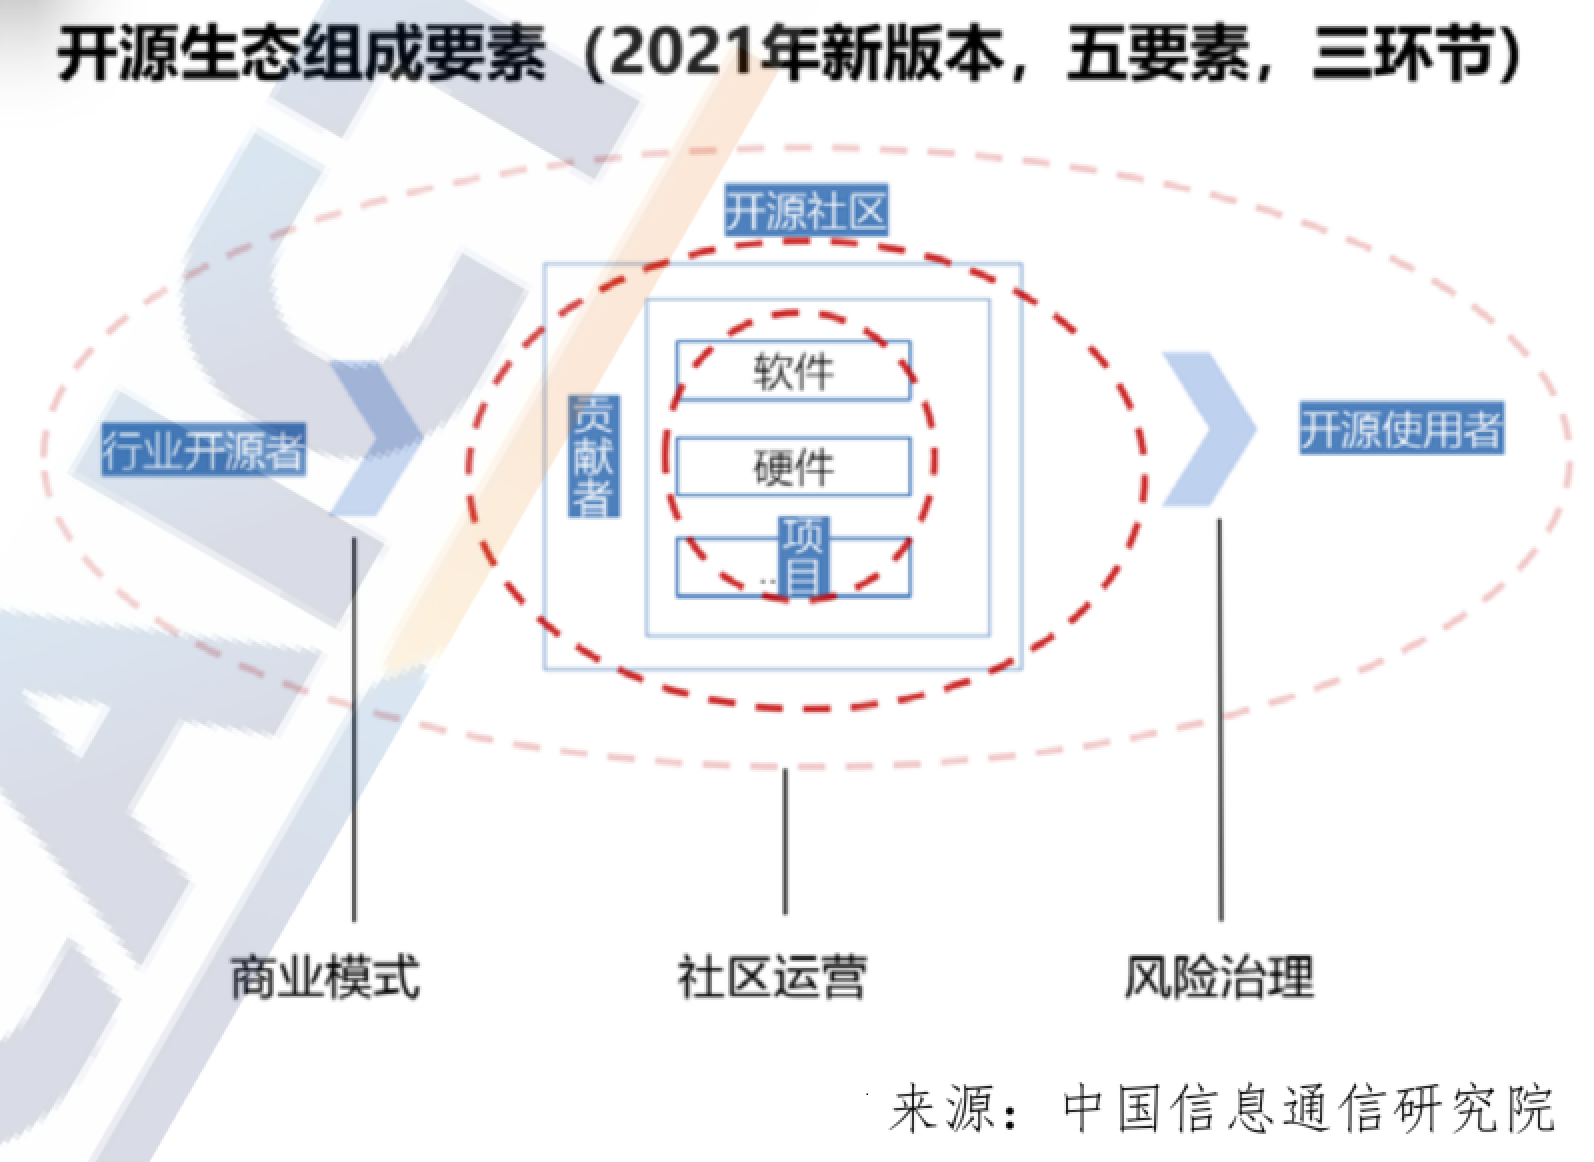 开源生态组成要素（2021年新版本，五要素，三环节）
开源社区
软件
贡献者
行业开源者
开源使用者
硬件
项目
..
商业模式
社区运营
风险治理
来源：中国信息通信研究院
CAICT